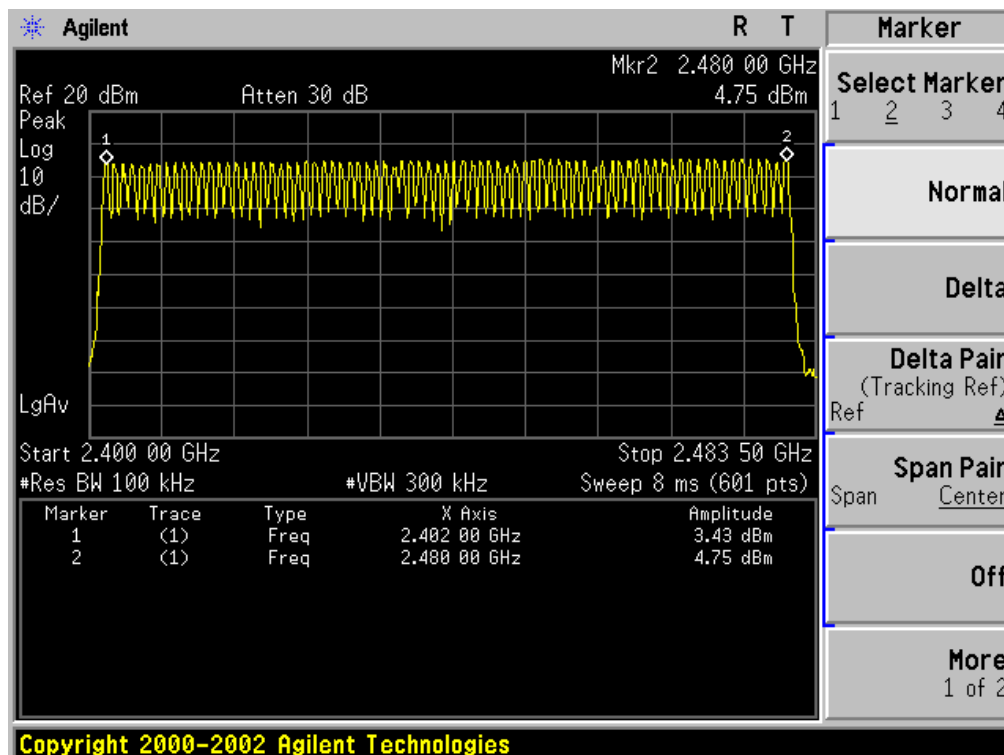 Agilent
R T
Marker
Mkr2 2.480 00 GHz
Ref 20 dBm Atten 30 dB 4.75 dBm
Peak
Log
10
dB/
1
2
LgAv
Start 2.400 00 GHz Stop 2.483 50 GHz
#Res BW 100 kHz #VBW 300 kHz Sweep 8 ms (601 pts)
Marker Trace Type X Axis Amplitude
1 (1) Freq 2.402 00 GHz 3.43 dBm
2 (1) Freq 2.480 00 GHz 4.75 dBm
Select Marker
1 2 3 4
Normal
Delta
Delta Pair
(Tracking Ref)
Ref Δ
Span Pair
Span Center
Off
More
1 of 2
Copyright 2000-2002 Agilent Technologies